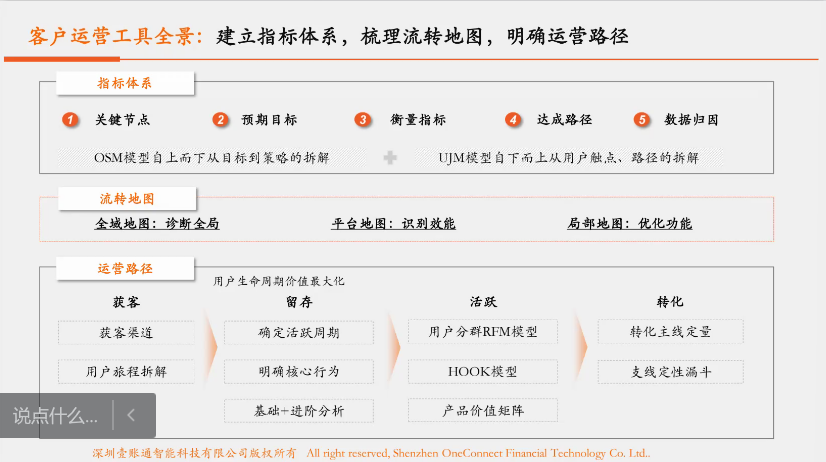 客户运营工具全景：建立指标体系，梳理流转地图，明确运营路径
指标体系
1 关键节点 2 预期目标 3 衡量指标 4 达成路径 5 数据归因
OSM模型自上而下从目标到策略的拆解 + UJM模型自下而上从用户触点、路径的拆解
流转地图
全域地图：诊断全局 平台地图：识别效能 局部地图：优化功能
运营路径
用户生命周期价值最大化
获客 留存 活跃 转化
获客渠道 确定活跃周期 用户分群RFM模型 转化主线定量
用户旅程拆解 明确核心行为 HOOK模型 支线定性漏斗
基础+进阶分析 产品价值矩阵
说点什么...
深圳壹账通智能科技有限公司版权所有 All right reserved, Shenzhen OneConnect Financial Technology Co. Ltd..